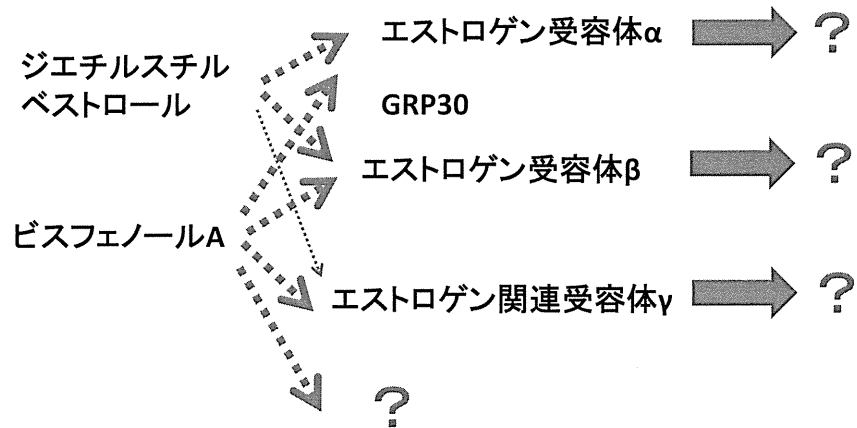 エストロゲン受容体α
?
ジエチルスチル
ベストロール
GRP30
エストロゲン受容体β
?
ビスフェノールA
エストロゲン関連受容体γ
?
?